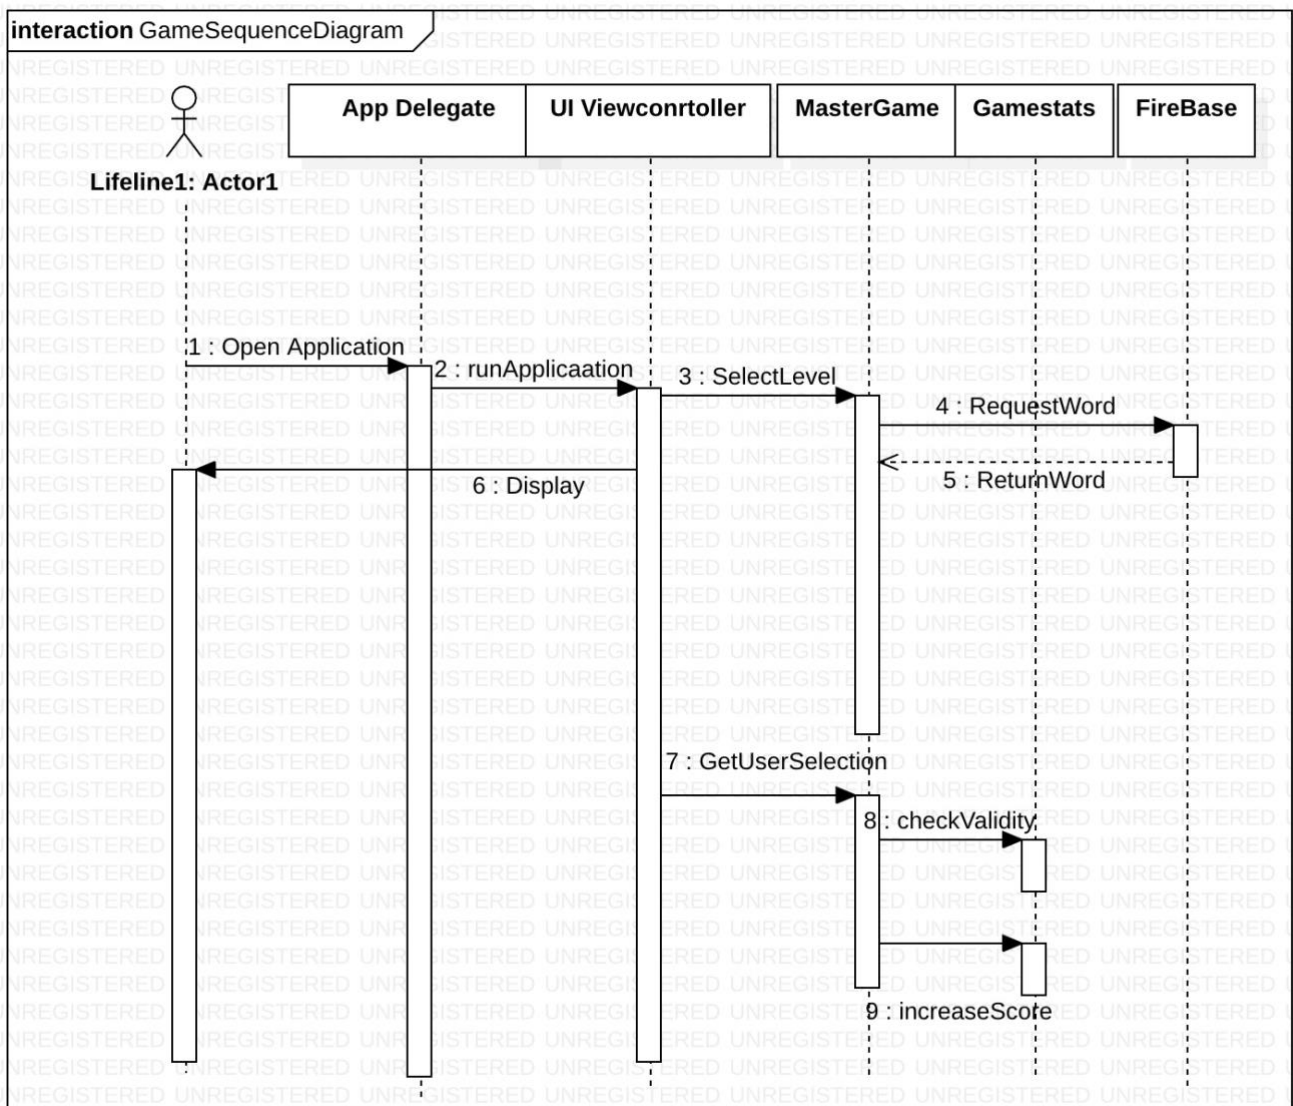 interaction GameSequenceDiagram
App Delegate
UI Viewconrtoller
MasterGame
Gamestats
FireBase
Lifeline1: Actor1
1 : Open Application
2 : runApplicaation
3 : SelectLevel
4 : RequestWord
5 : ReturnWord
6 : Display
7 : GetUserSelection
8 : checkValidity
9 : increaseScore
UNREGISTERED